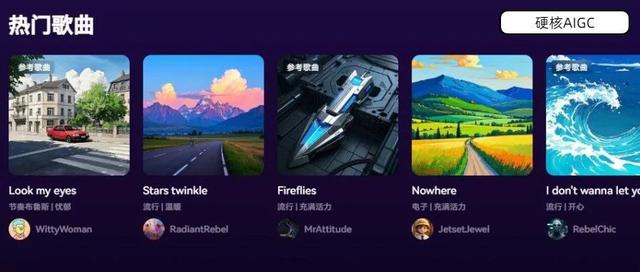 热门歌曲
硬核AIGC
参考歌曲
参考歌曲
参考歌曲
Look my eyes
Stars twinkle
Fireflies
Nowhere
I don't wanna let yo
节奏布鲁斯 | 忧郁
流行 | 温暖
流行 | 充满活力
电子 | 充满活力
流行 | 开心
WittyWoman
RadiantRebel
MrAttitude
JetsetJewel
RebelChic